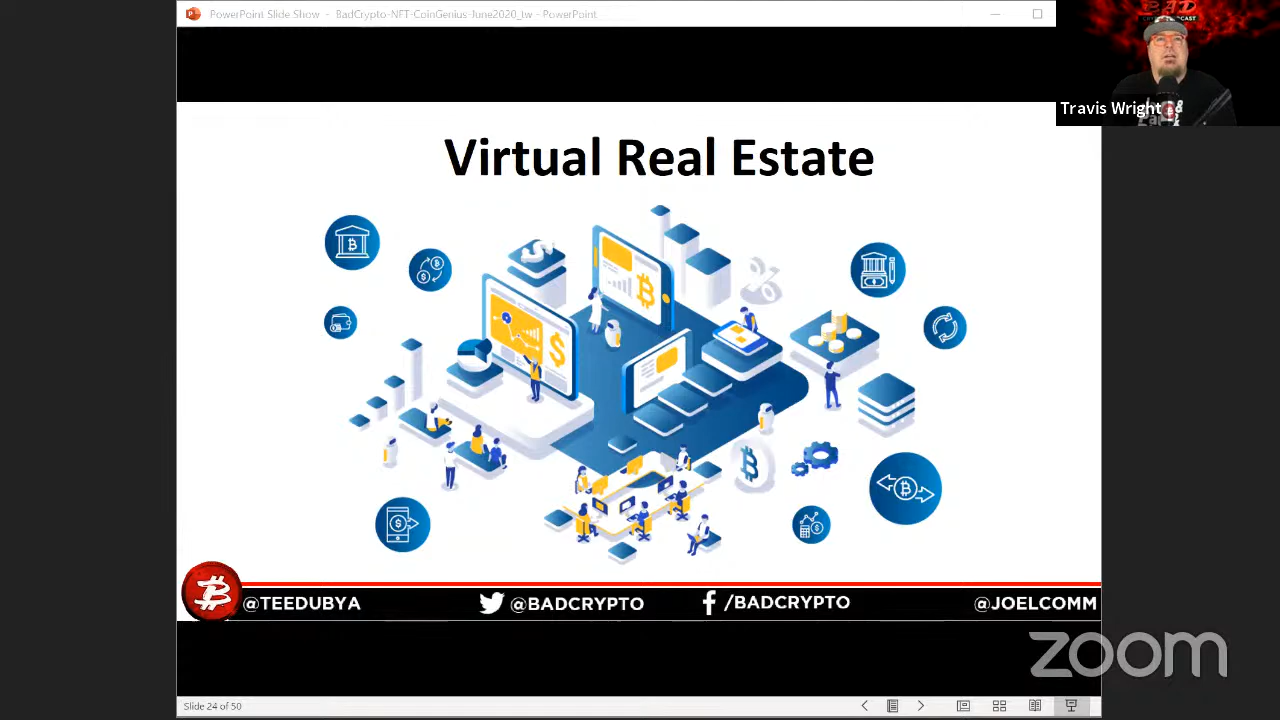 PowerPoint Slide Show - BadCrypto-NFT-CoinGenius-June2020_tw - PowerPoint
BAD
Travis Wright
Virtual Real Estate
@TEEDUBYA
@BADCRYPTO
/BADCRYPTO
@JOELCOMM
zoom
Slide 24 of 50